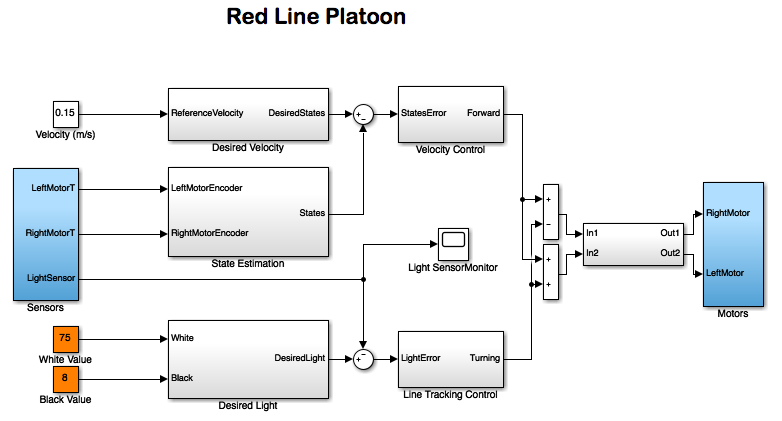 Red Line Platoon
0.15
Velocity (m/s)
ReferenceVelocity
DesiredStates
Desired Velocity
+
−
StatesError
Forward
Velocity Control
LeftMotorT
RightMotorT
LightSensor
Sensors
LeftMotorEncoder
RightMotorEncoder
States
State Estimation
Light SensorMonitor
+
−
+
+
In1
In2
Out1
Out2
RightMotor
LeftMotor
Motors
75
White Value
8
Black Value
White
Black
DesiredLight
Desired Light
+
−
LightError
Turning
Line Tracking Control